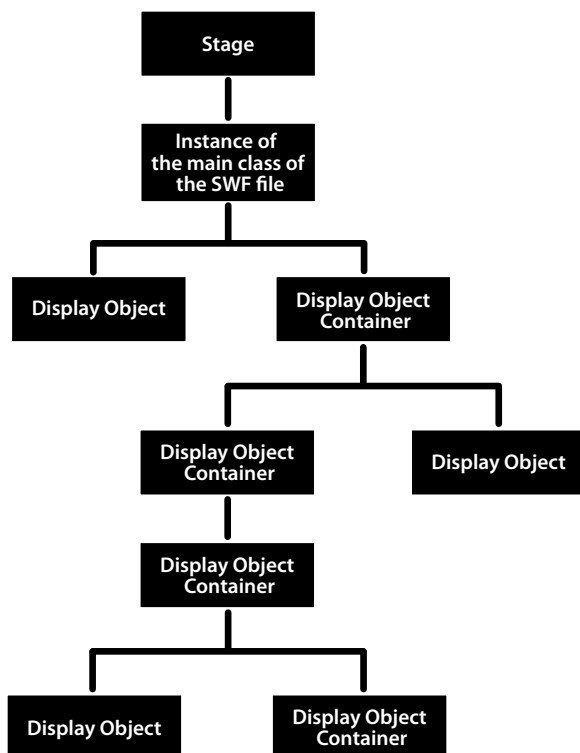 Stage
Instance of
the main class of
the SWF file
Display Object
Display Object
Container
Display Object
Container
Display Object
Display Object
Container
Display Object
Display Object
Container